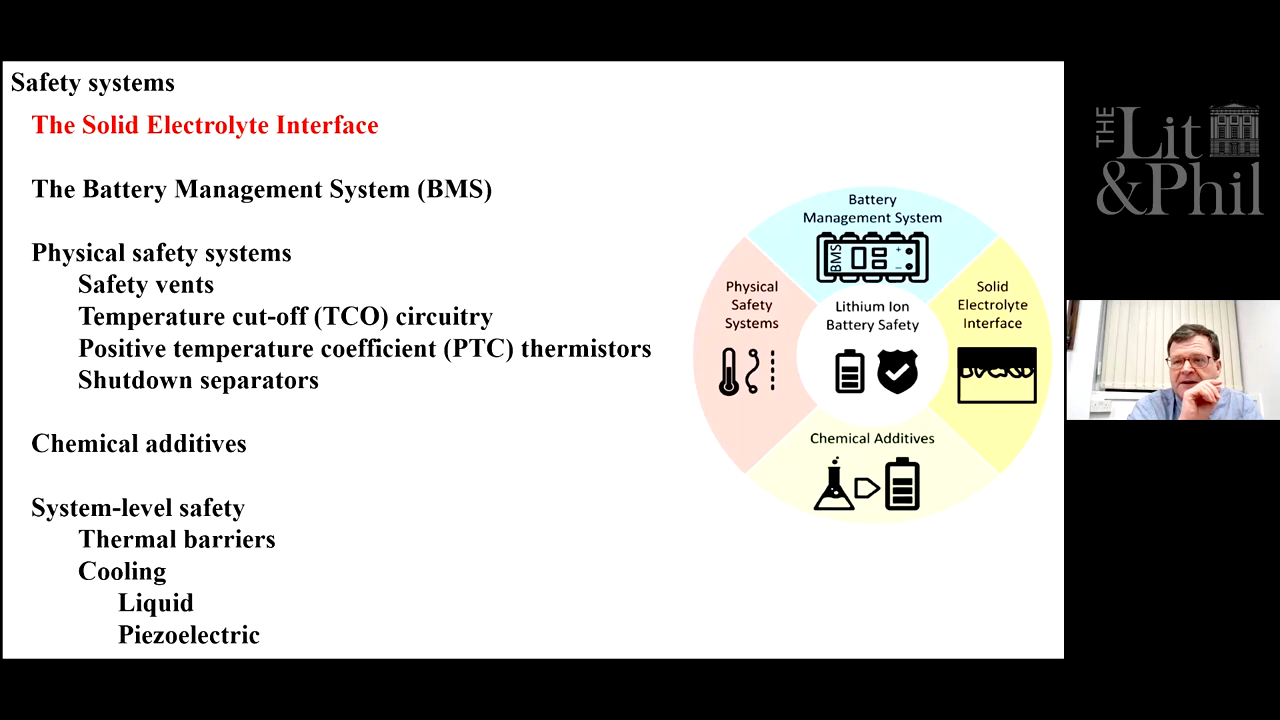 Safety systems
The Solid Electrolyte Interface
The Battery Management System (BMS)
Physical safety systems
Safety vents
Temperature cut-off (TCO) circuitry
Positive temperature coefficient (PTC) thermistors
Shutdown separators
Chemical additives
System-level safety
Thermal barriers
Cooling
Liquid
Piezoelectric
Battery
Management System
BMS
+
−
Physical
Safety
Systems
Lithium Ion
Battery Safety
Solid
Electrolyte
Interface
Chemical Additives
THE
Lit
&Phil